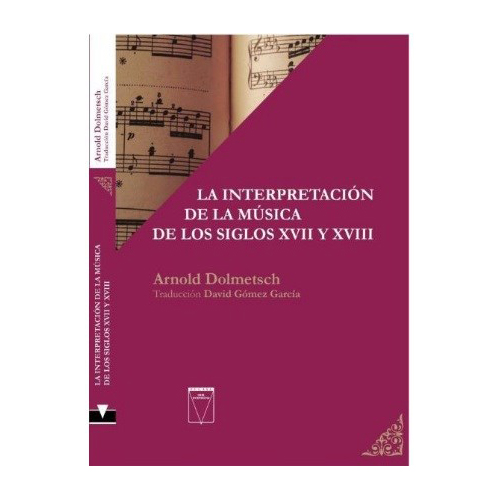 Arnold Dolmetsch
Traducción David Gómez García
LA INTERPRETACIÓN DE LA MÚSICA
DE LOS SIGLOS XVII Y XVIII
LA INTERPRETACIÓN
DE LA MÚSICA
DE LOS SIGLOS XVII Y XVIII
Arnold Dolmetsch
Traducción David Gómez García